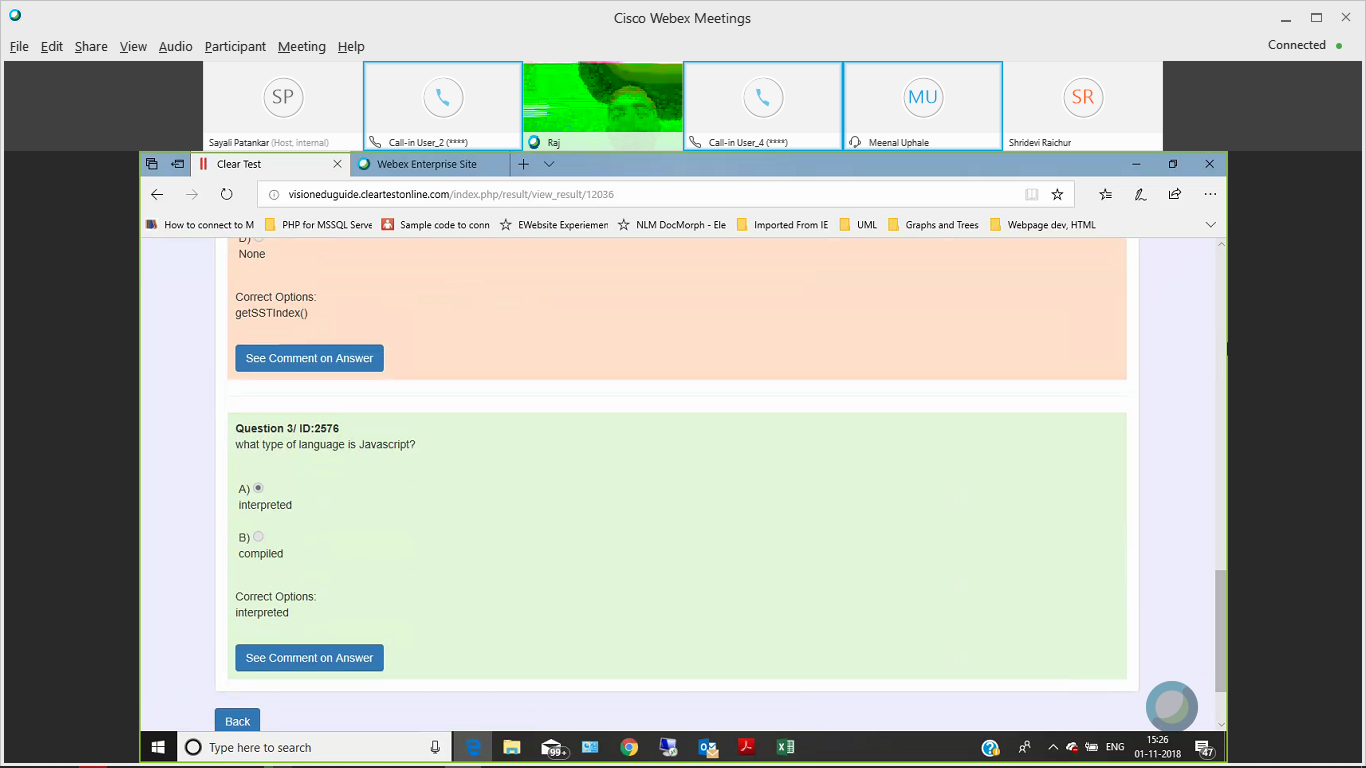 Cisco Webex Meetings
File Edit Share View Audio Participant Meeting Help
Connected
SP
MU
SR
Sayali Patankar (Host, internal)
Call-in User_2 (****)
Raj
Call-in User_4 (****)
Meenal Uphale
Shridevi Raichur
Clear Test
Webex Enterprise Site
visioneduguide.cleartestonline.com/index.php/result/view_result/12036
How to connect to M
PHP for MSSQL Serve
Sample code to conn
EWebsite Experiemen
NLM DocMorph - Ele
Imported From IE
UML
Graphs and Trees
Webpage dev, HTML
D)
None
Correct Options:
getSSTIndex()
See Comment on Answer
Question 3/ ID:2576
what type of language is Javascript?
A)
interpreted
B)
compiled
Correct Options:
interpreted
See Comment on Answer
Back
Type here to search
99+
ENG
15:26
01-11-2018
47